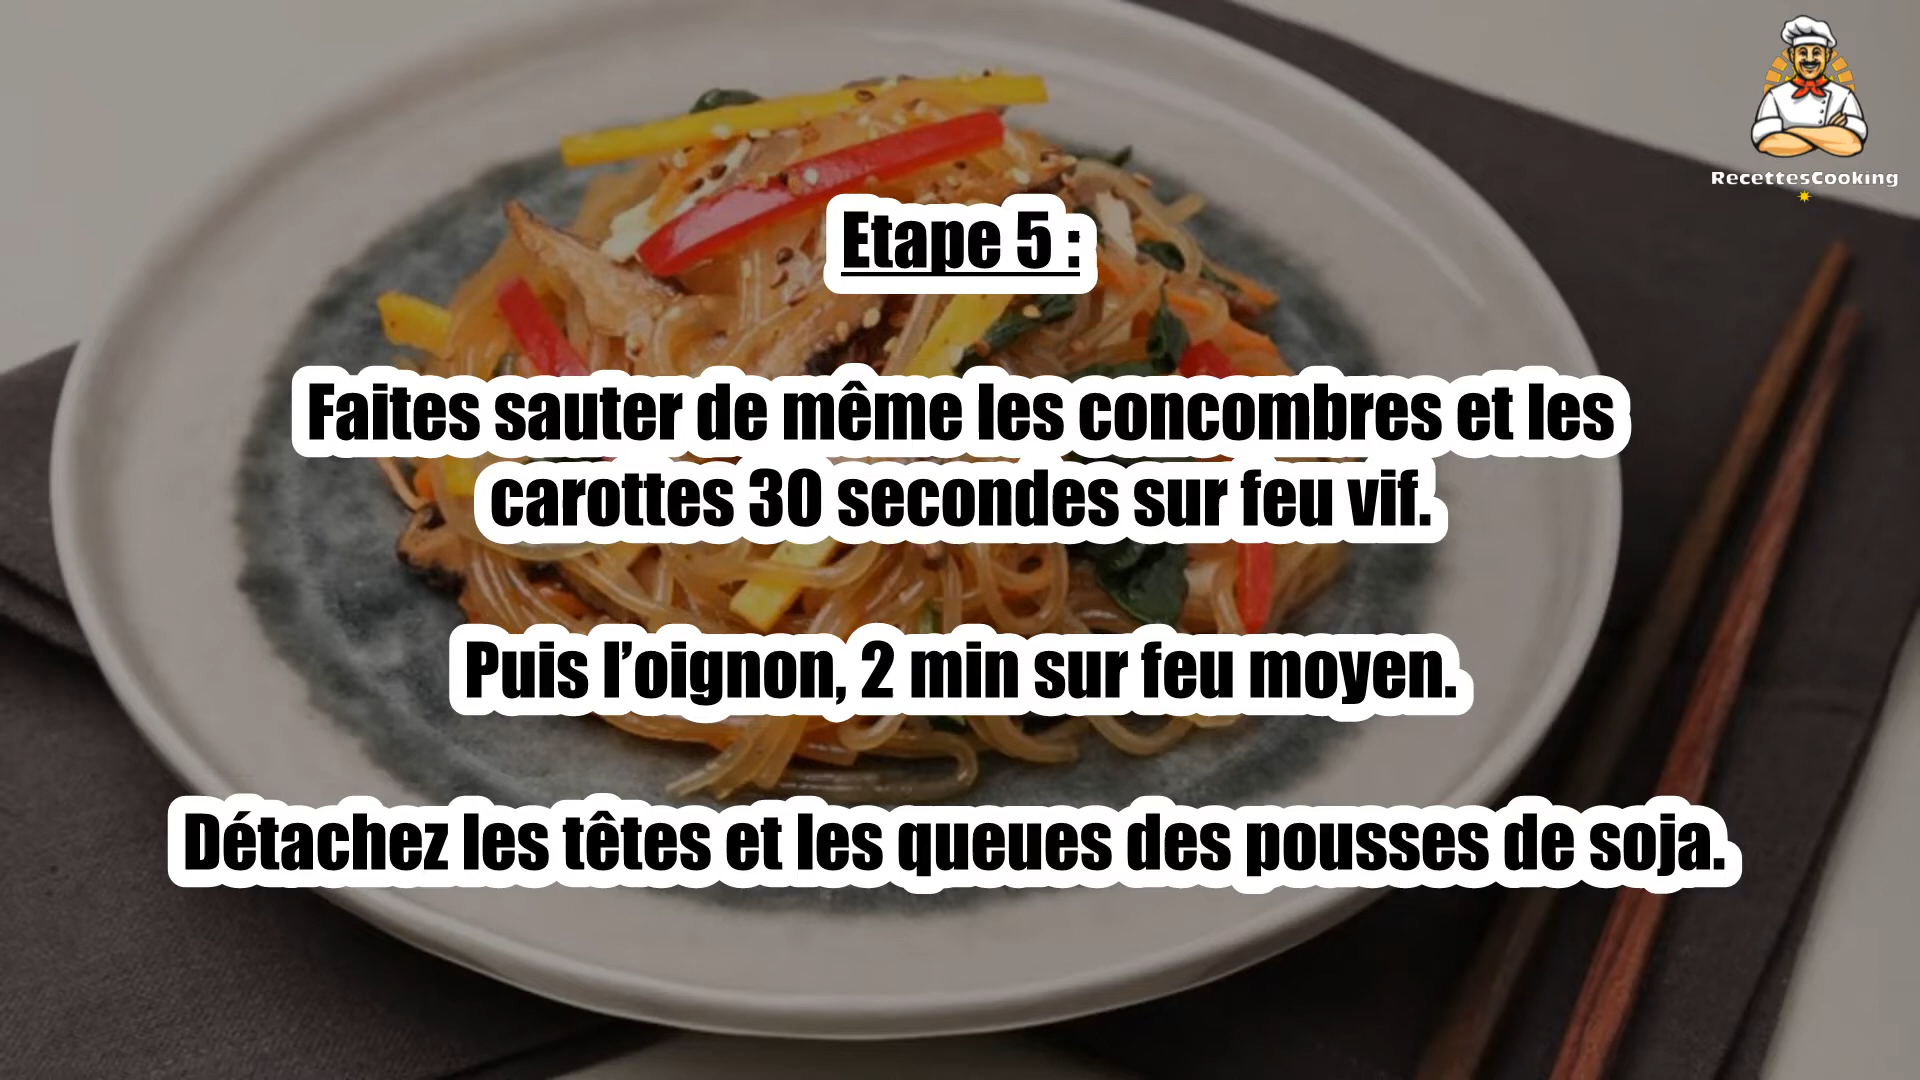 RecettesCooking
Etape 5 :
Faites sauter de même les concombres et les
carottes 30 secondes sur feu vif.
Puis l’oignon, 2 min sur feu moyen.
Détachez les têtes et les queues des pousses de soja.